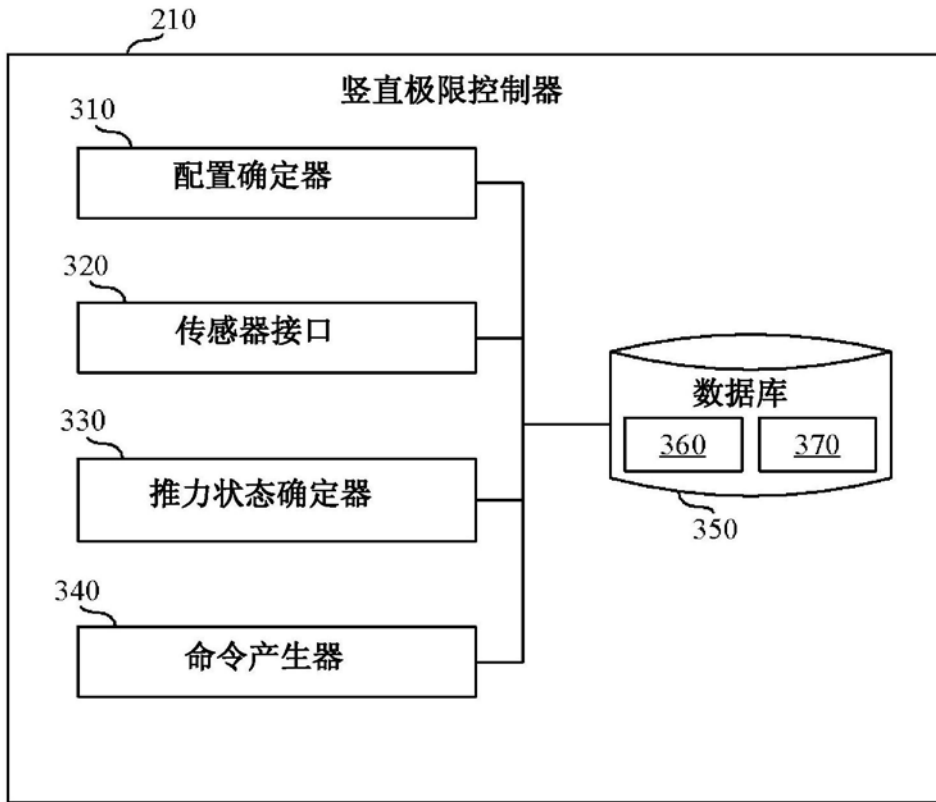 210
竖直极限控制器
310
配置确定器
320
传感器接口
330
推力状态确定器
340
命令产生器
数据库
360 370
350